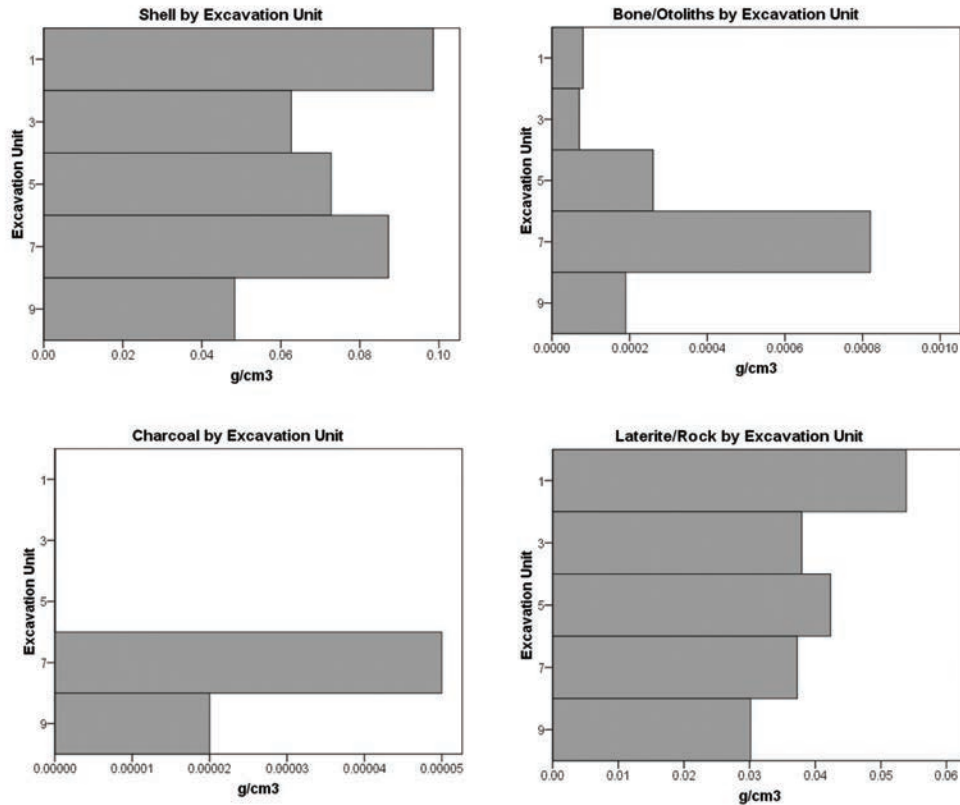 Shell by Excavation Unit
Excavation Unit
1
3
5
7
9
0.00 0.02 0.04 0.06 0.08 0.10
g/cm3
Bone/Otoliths by Excavation Unit
Excavation Unit
1
3
5
7
9
0.0000 0.0002 0.0004 0.0006 0.0008 0.0010
g/cm3
Charcoal by Excavation Unit
Excavation Unit
1
3
5
7
9
0.00000 0.00001 0.00002 0.00003 0.00004 0.00005
g/cm3
Laterite/Rock by Excavation Unit
Excavation Unit
1
3
5
7
9
0.00 0.01 0.02 0.03 0.04 0.05 0.06
g/cm3